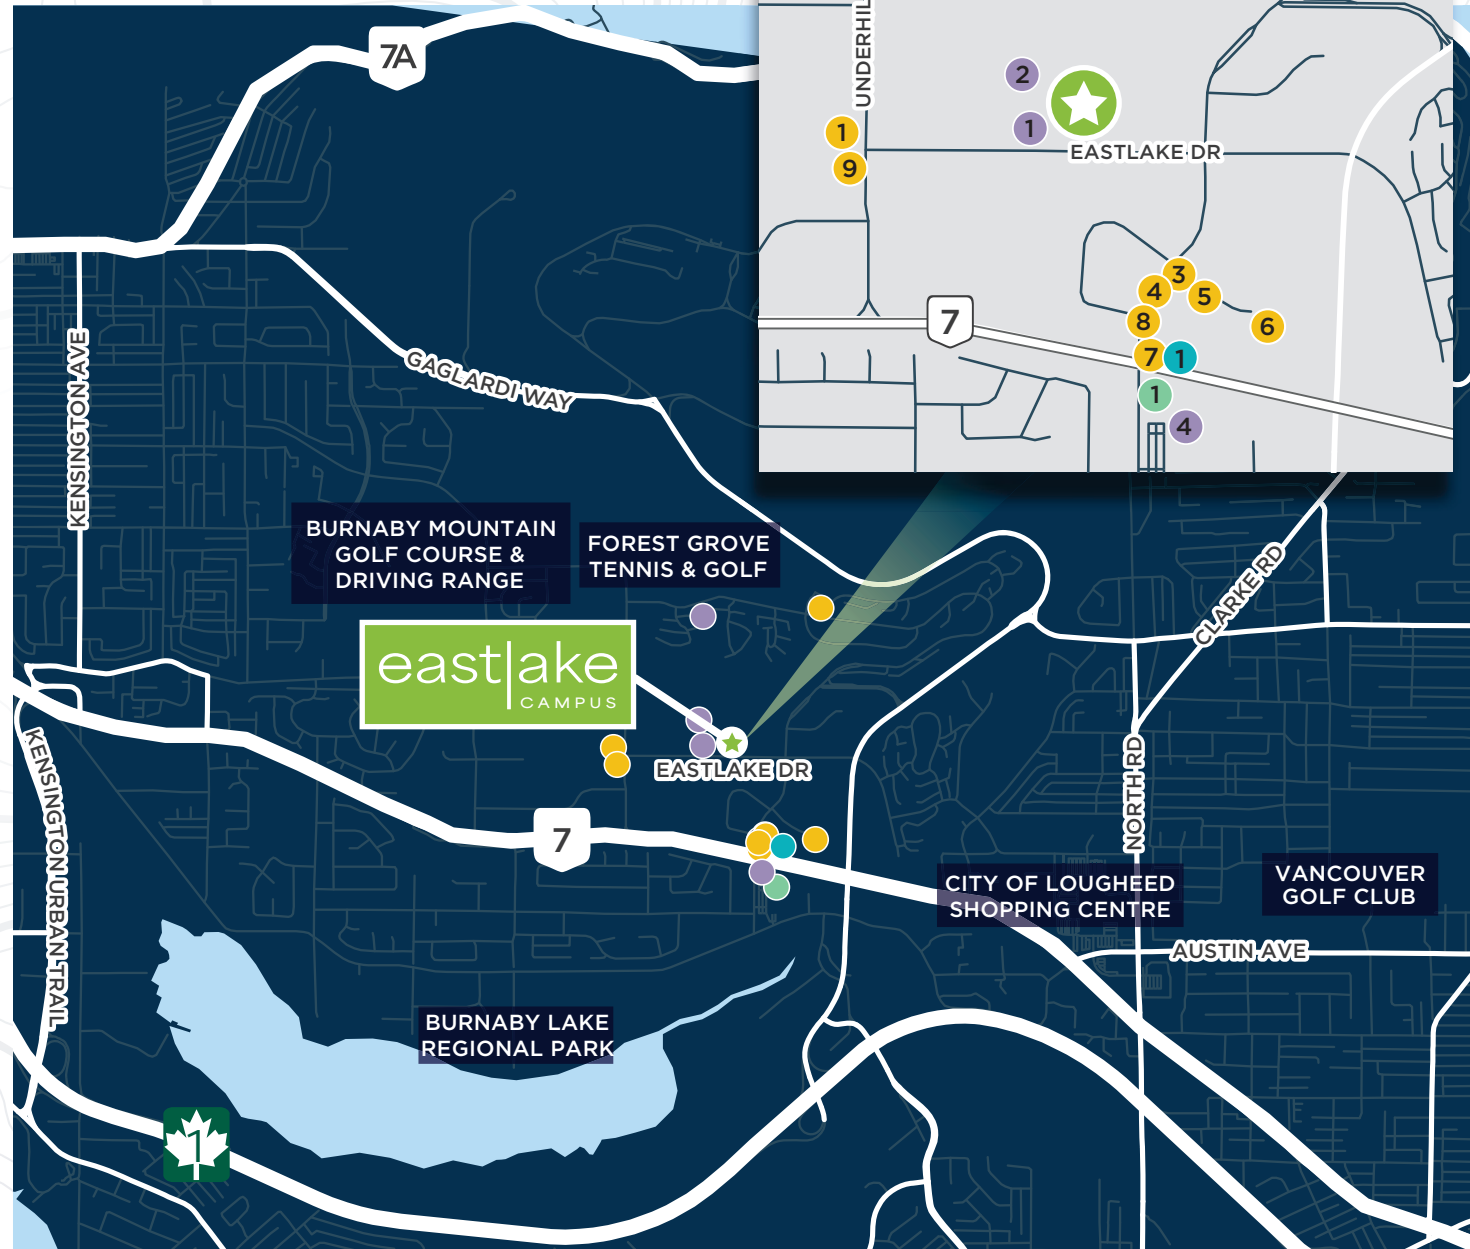 7A
UNDERHIL
2
1
1
9
EASTLAKE DR
3
4
5
8
6
7
7
1
1
4
KENSINGTON AVE
GAGLARDI WAY
BURNABY MOUNTAIN
GOLF COURSE &
DRIVING RANGE
FOREST GROVE
TENNIS & GOLF
CLARKE RD
eastlake
CAMPUS
EASTLAKE DR
KENSINGTON URBAN TRAIL
NORTH RD
7
CITY OF LOUGHEED
SHOPPING CENTRE
VANCOUVER
GOLF CLUB
AUSTIN AVE
BURNABY LAKE
REGIONAL PARK
1